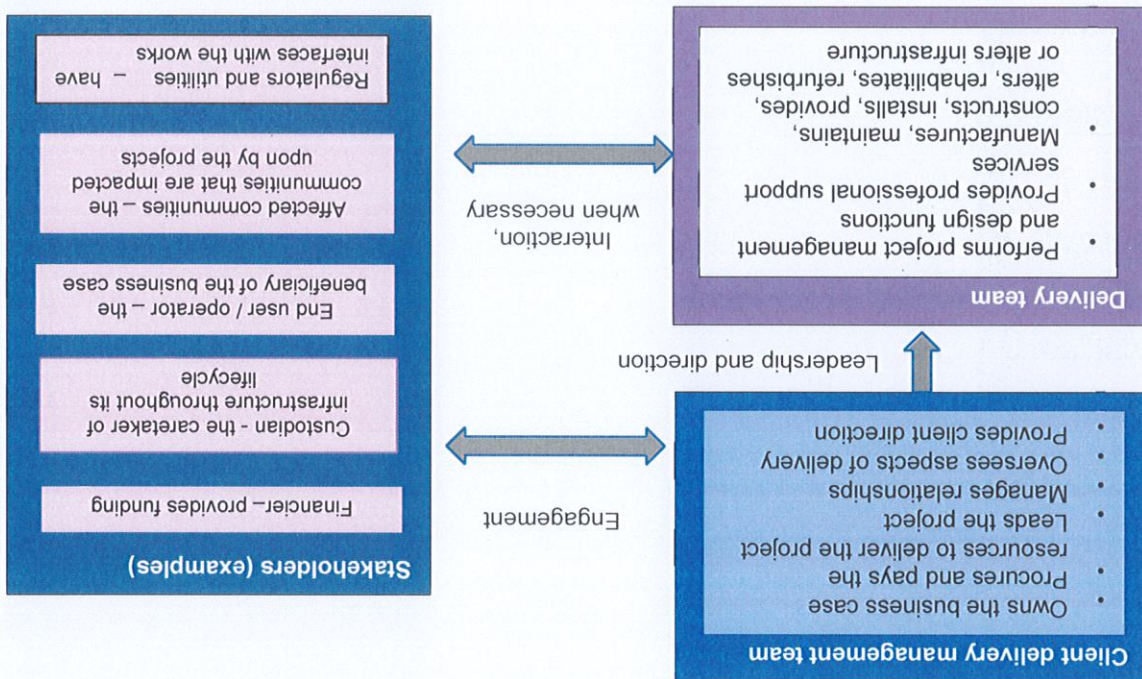 Client delivery management team
• Owns the business case
• Procures and pays the
resources to deliver the project
• Leads the project
• Manages relationships
• Oversees aspects of delivery
• Provides client direction
Engagement
Stakeholders (examples)
Financier – provides funding
Custodian - the caretaker of
infrastructure throughout its
lifecycle
End user / operator – the
beneficiary of the business case
Affected communities – the
communities that are impacted
upon by the projects
Regulators and utilities – have
interfaces with the works
Leadership and direction
Delivery team
• Performs project management
and design functions
• Provides professional support
services
• Manufactures, maintains,
constructs, installs, provides,
alters, rehabilitates, refurbishes
or alters infrastructure
Interaction,
when necessary